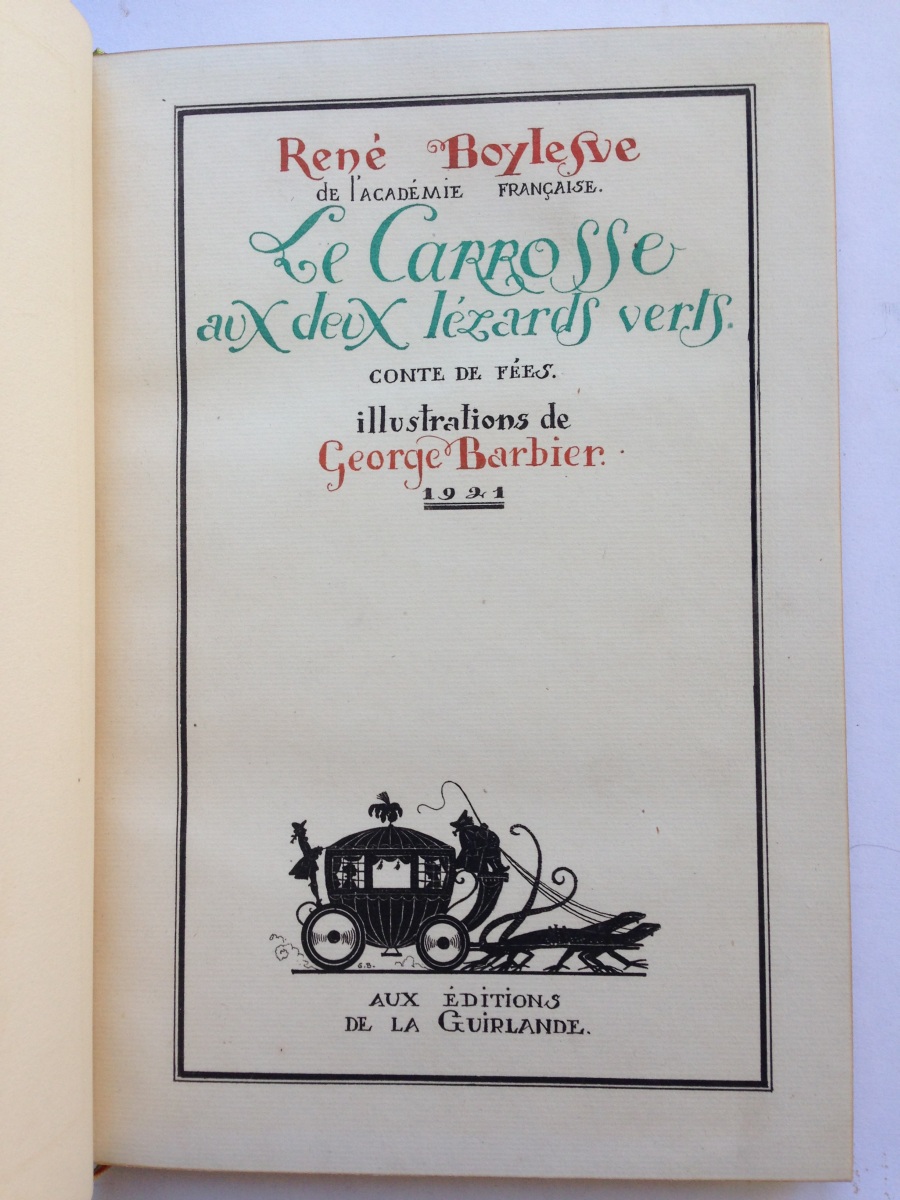 René Boylesve
de l'Académie Française.
Le Carrosse
aux deux lézards verts.
CONTE DE FÉES.
illustrations de
George Barbier.
1921
G.B.
AUX ÉDITIONS
DE LA GUIRLANDE.